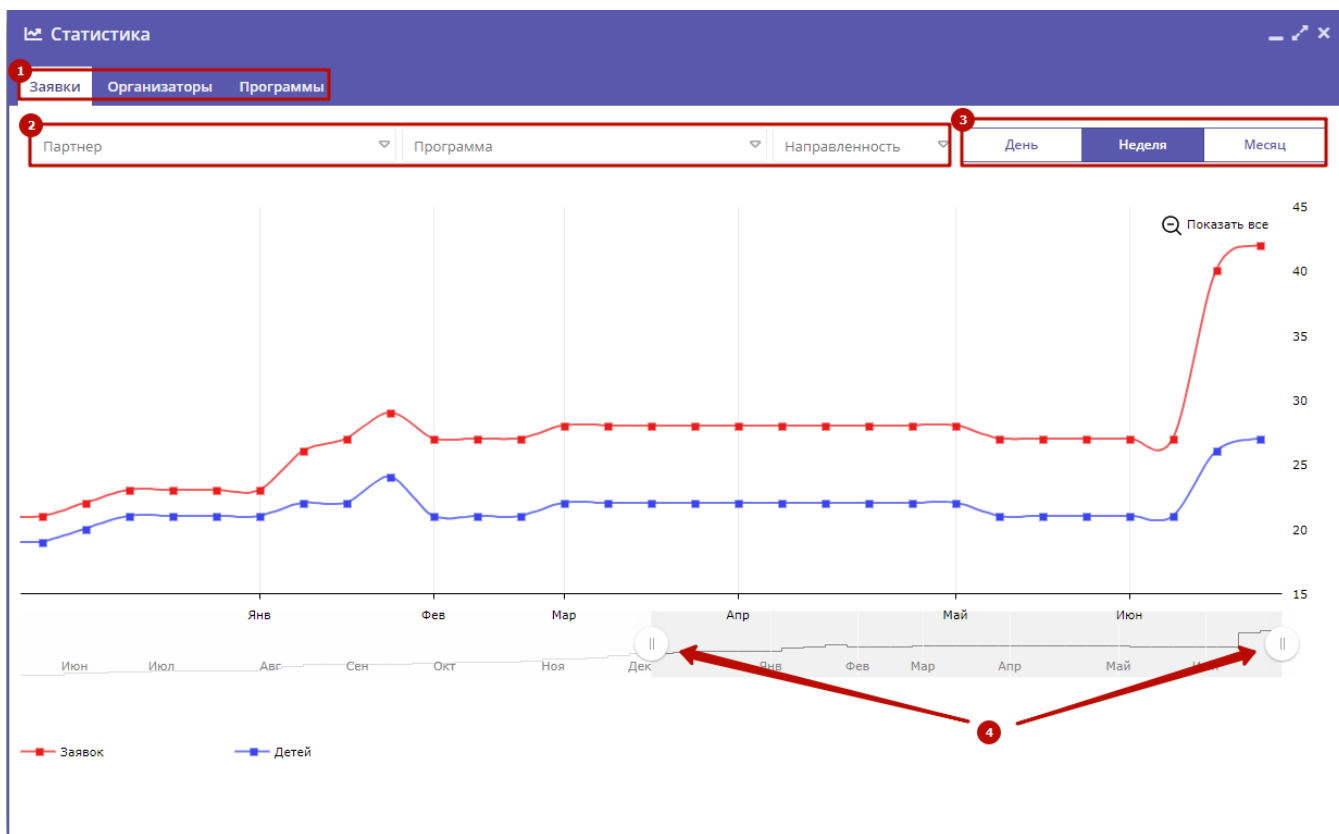 Статистика
1
Заявки Организаторы Программы
2 3
Партнер Программа Направленность День Неделя Месяц
45
Показать все
40
35
30
25
20
15
Янв Фев Мар Апр Май Июн
Июн Июл Авг Сен Окт Ноя Дек Янв Фев Мар Апр Май
4
Заявок Детей